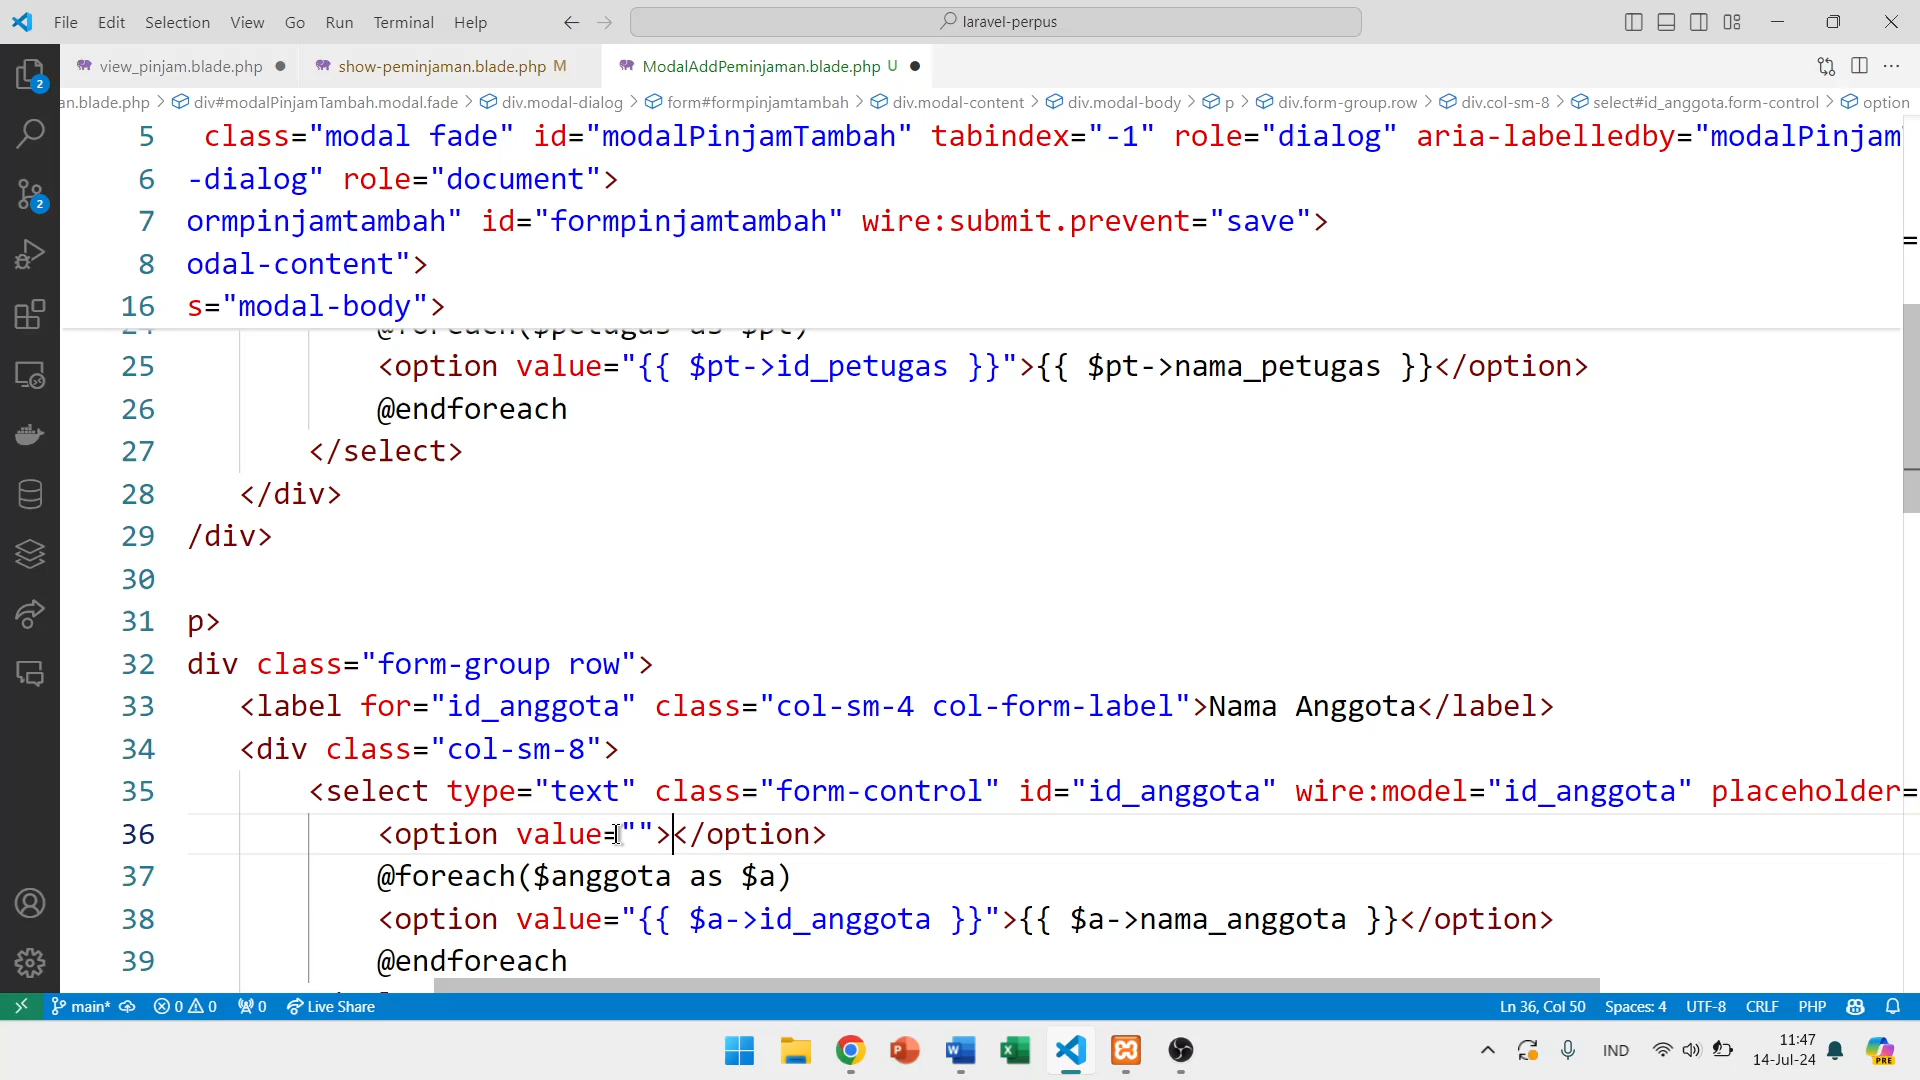 File Edit Selection View Go Run Terminal Help
laravel-perpus
view_pinjam.blade.php
show-peminjaman.blade.php M
ModalAddPeminjaman.blade.php U
an.blade.php > div#modalPinjamTambah.modal.fade > div.modal-dialog > form#formpinjamtambah > div.modal-content > div.modal-body > p > div.form-group.row > div.col-sm-8 > select#id_anggota.form-control > option
5 class="modal fade" id="modalPinjamTambah" tabindex="-1" role="dialog" aria-labelledby="modalPinjam
6 -dialog" role="document">
7 ormpinjamtambah" id="formpinjamtambah" wire:submit.prevent="save">
8 odal-content">
16 s="modal-body">
24 @foreach($petugas as $pt)
25 <option value="{{ $pt->id_petugas }}">{{ $pt->nama_petugas }}</option>
26 @endforeach
27 </select>
28 </div>
29 /div>
30
31 p>
32 div class="form-group row">
33 <label for="id_anggota" class="col-sm-4 col-form-label">Nama Anggota</label>
34 <div class="col-sm-8">
35 <select type="text" class="form-control" id="id_anggota" wire:model="id_anggota" placeholder=
36 <option value=""></option>
37 @foreach($anggota as $a)
38 <option value="{{ $a->id_anggota }}">{{ $a->nama_anggota }}</option>
39 @endforeach
2
2
main* 0 0 0 Live Share
Ln 36, Col 50 Spaces: 4 UTF-8 CRLF PHP
IND
11:47
14-Jul-24
PRE